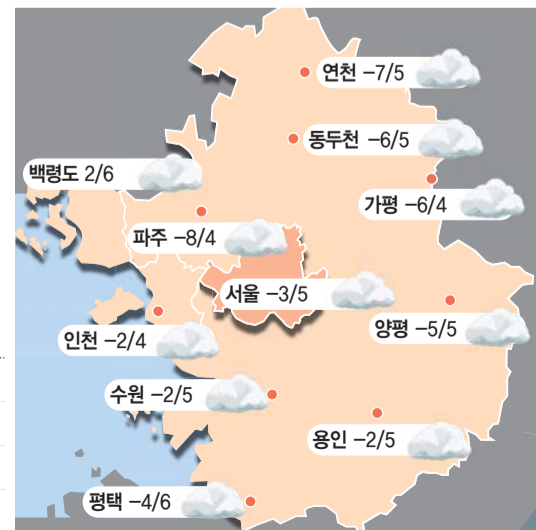 연천 -7/5
동두천 -6/5
백령도 2/6
가평 -6/4
파주 -8/4
서울 -3/5
양평 -5/5
인천 -2/4
수원 -2/5
용인 -2/5
평택 -4/6